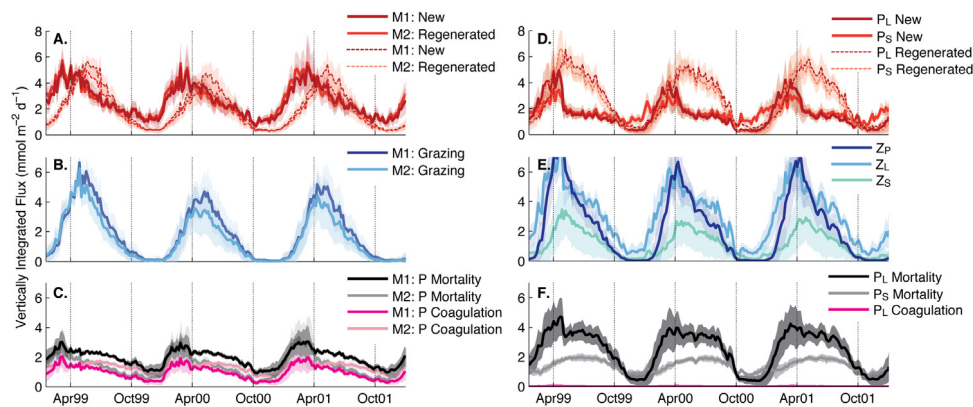 Vertically Integrated Flux (mmol m⁻² d⁻¹)
A.
M1: New
M2: Regenerated
M1: New
M2: Regenerated
8
6
4
2
0
B.
M1: Grazing
M2: Grazing
6
4
2
0
C.
M1: P Mortality
M2: P Mortality
M1: P Coagulation
M2: P Coagulation
6
4
2
0
Apr99 Oct99 Apr00 Oct00 Apr01 Oct01
D.
P_L New
P_S New
P_L Regenerated
P_S Regenerated
8
6
4
2
0
E.
Z_P
Z_L
Z_S
6
4
2
0
F.
P_L Mortality
P_S Mortality
P_L Coagulation
6
4
2
0
Apr99 Oct99 Apr00 Oct00 Apr01 Oct01